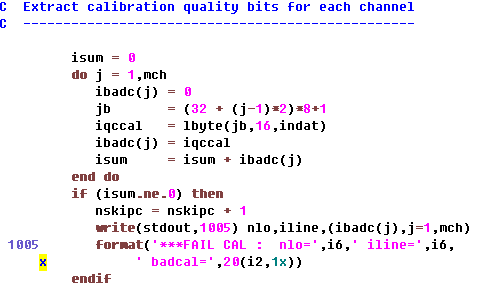 C  Extract calibration quality bits for each channel
C  -------------------------------------------------
isum = 0
do j = 1,mch
ibadc(j) = 0
jb       = (32 + (j-1)*2)*8+1
iqccal   = lbyte(jb,16,indat)
ibadc(j) = iqccal
isum     = isum + ibadc(j)
end do
if (isum.ne.0) then
nskipc = nskipc + 1
write(stdout,1005) nlo,iline,(ibadc(j),j=1,mch)
1005       format('***FAIL CAL :  nlo=',i6,' iline=',i6,
x           ' badcal=',20(i2,1x))
endif